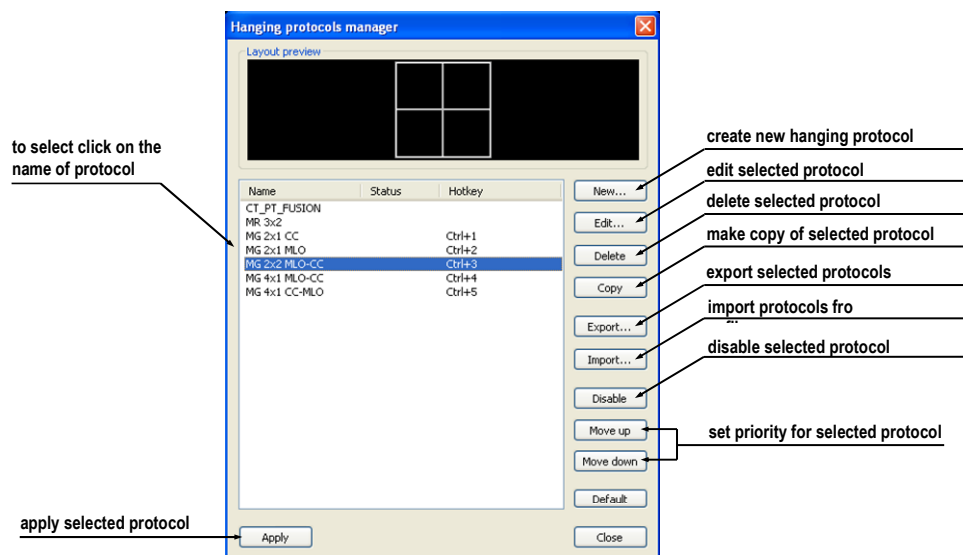 Hanging protocols manager
Layout preview
to select click on the
name of protocol
Name Status Hotkey
CT_PT_FUSION
MR 3x2
MG 2x1 CC Ctrl+1
MG 2x1 MLO Ctrl+2
MG 2x2 MLO-CC Ctrl+3
MG 4x1 MLO-CC Ctrl+4
MG 4x1 CC-MLO Ctrl+5
New...
create new hanging protocol
Edit...
edit selected protocol
Delete
delete selected protocol
Copy
make copy of selected protocol
Export...
export selected protocols
Import...
import protocols fro
Disable
disable selected protocol
Move up
Move down
set priority for selected protocol
Default
apply selected protocol
Apply
Close